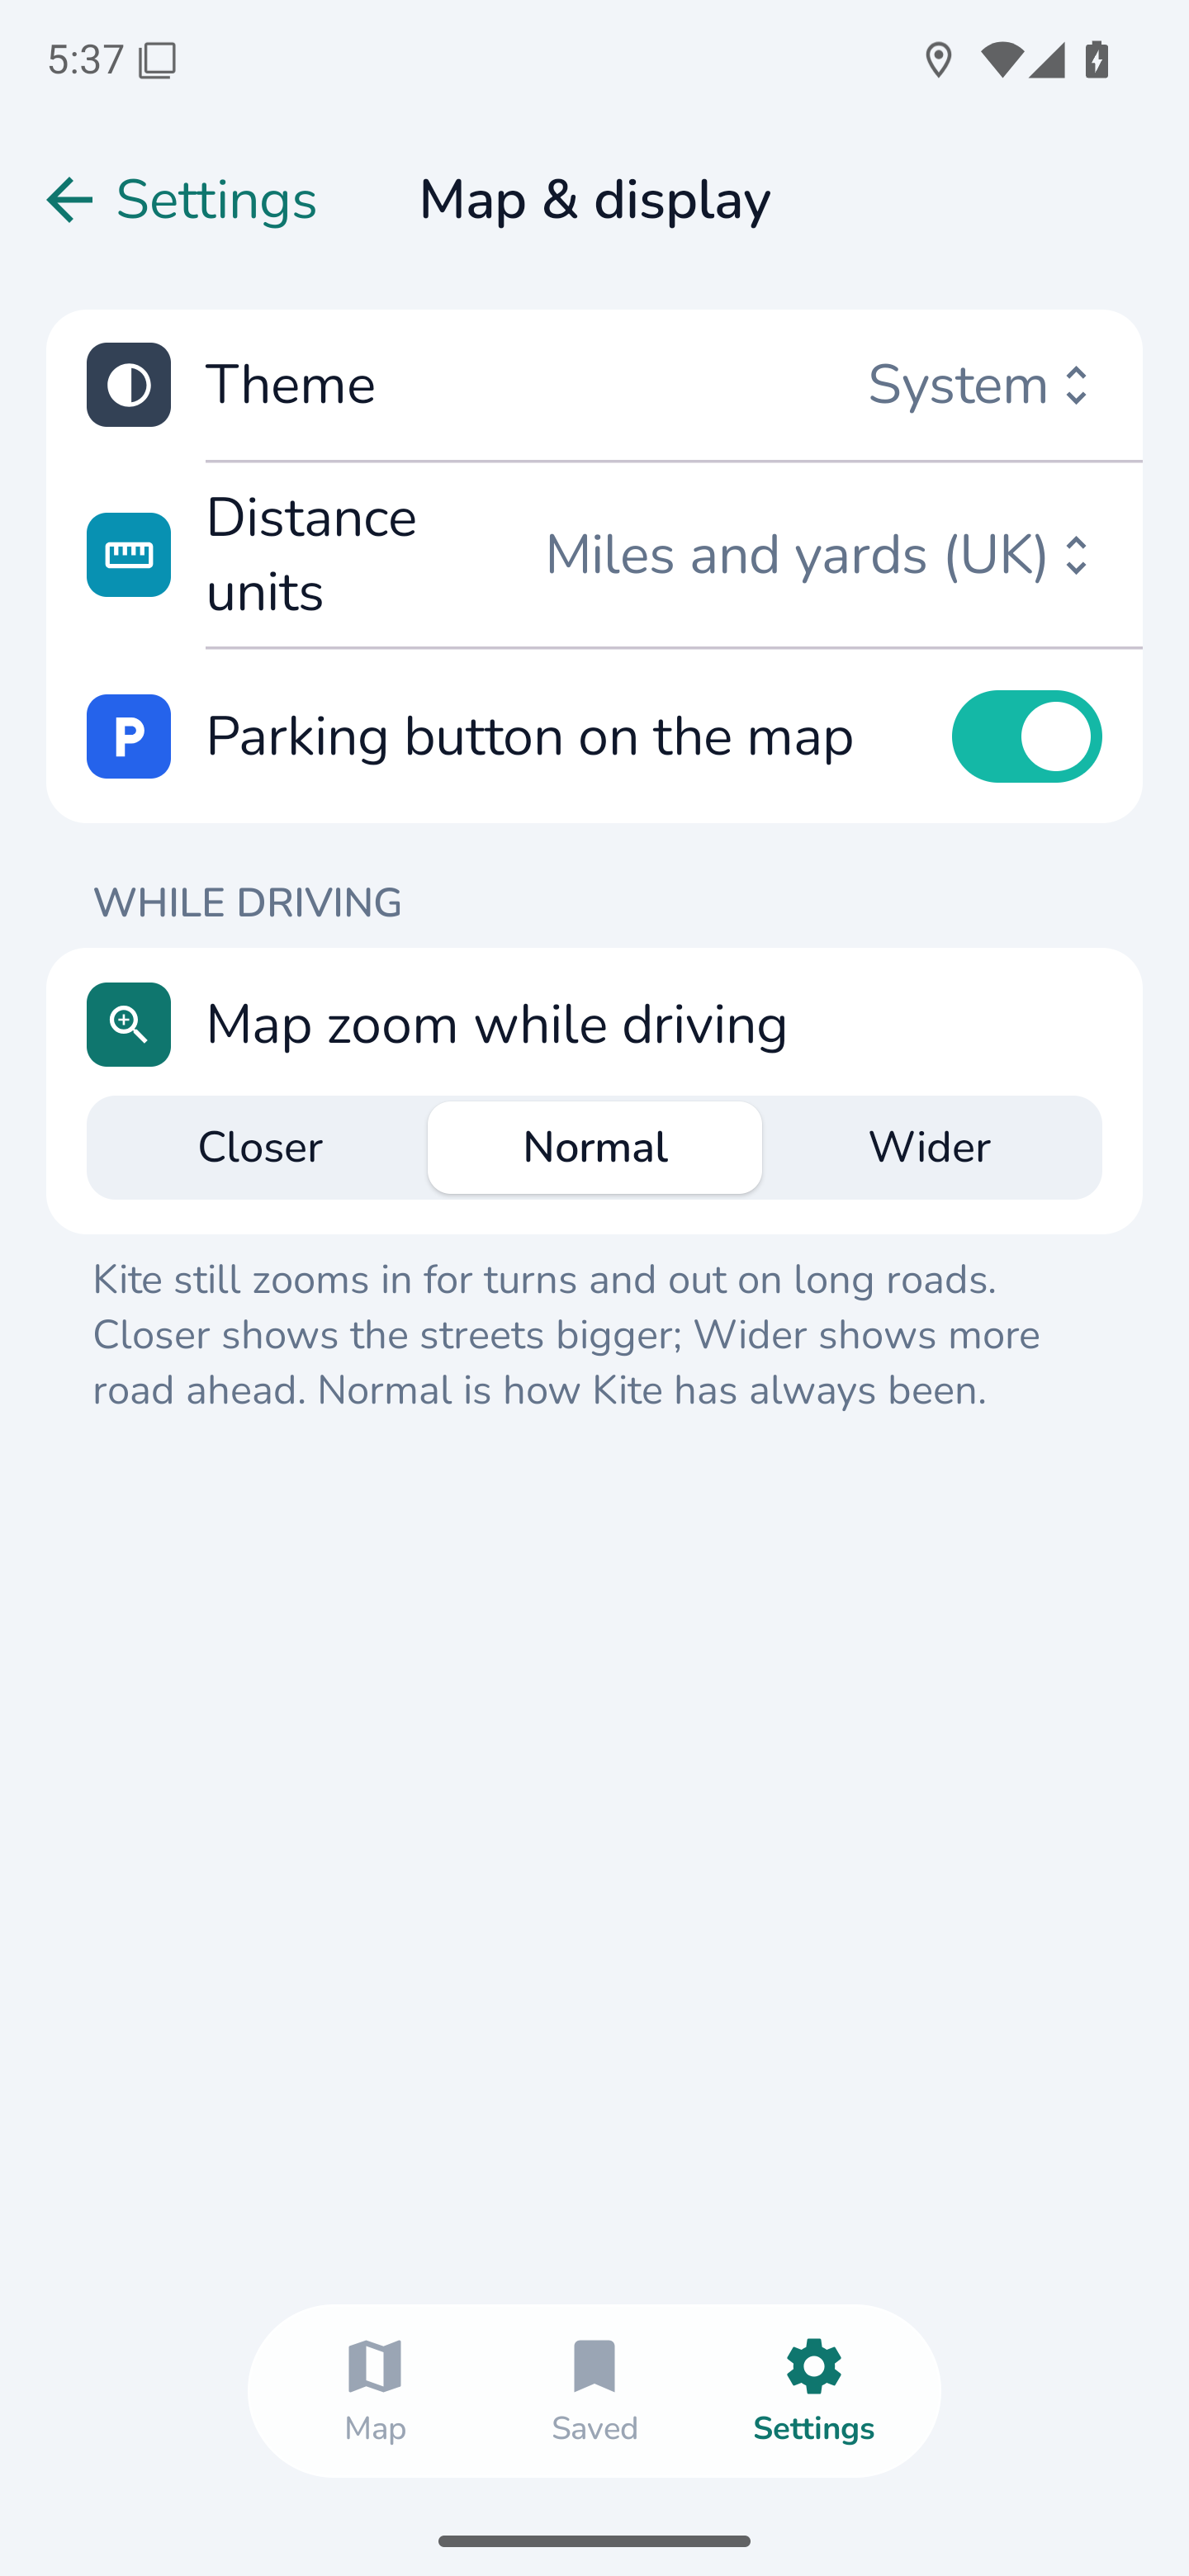 5:37
Settings
Map & display
Theme
System
Distance
units
Miles and yards (UK)
P
Parking button on the map
WHILE DRIVING
Map zoom while driving
Closer
Normal
Wider
Kite still zooms in for turns and out on long roads.
Closer shows the streets bigger; Wider shows more
road ahead. Normal is how Kite has always been.
Map
Saved
Settings